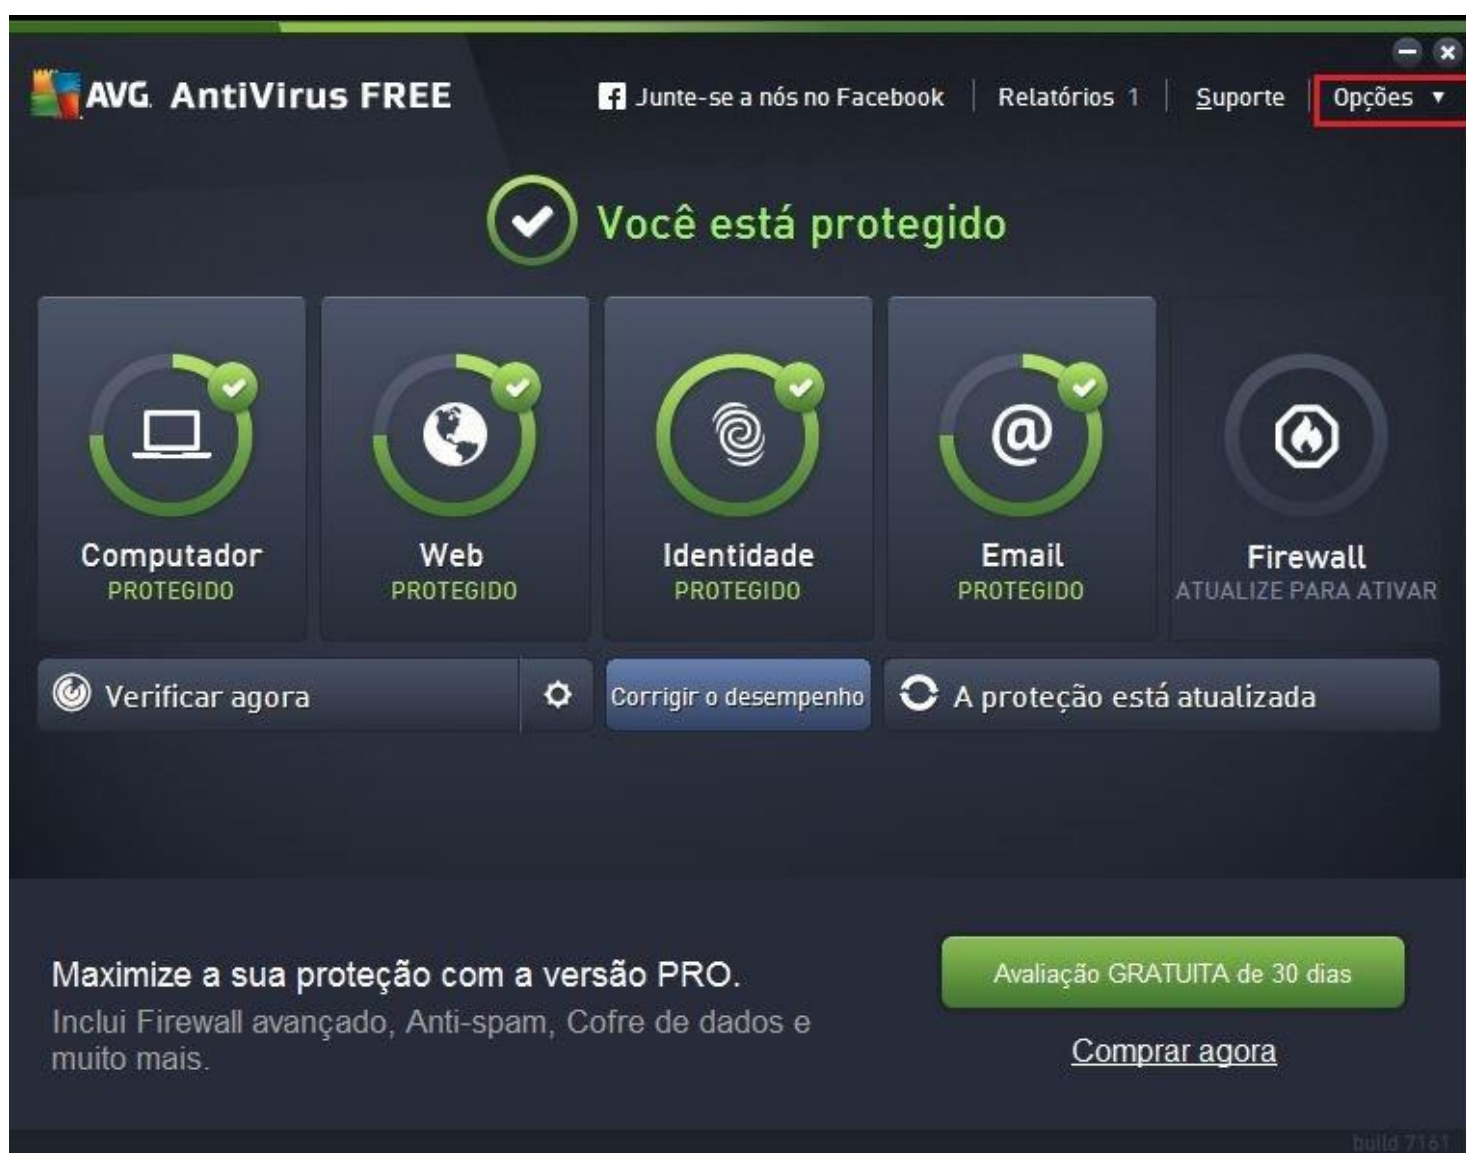 AVG. AntiVirus FREE
Junte-se a nós no Facebook
Relatórios 1
Suporte
Opções
Você está protegido
Computador
PROTEGIDO
Web
PROTEGIDO
Identidade
PROTEGIDO
Email
PROTEGIDO
Firewall
ATUALIZE PARA ATIVAR
Verificar agora
Corrigir o desempenho
A proteção está atualizada
Maximize a sua proteção com a versão PRO.
Inclui Firewall avançado, Anti-spam, Cofre de dados e
muito mais.
Avaliação GRATUITA de 30 dias
Comprar agora
build 7161